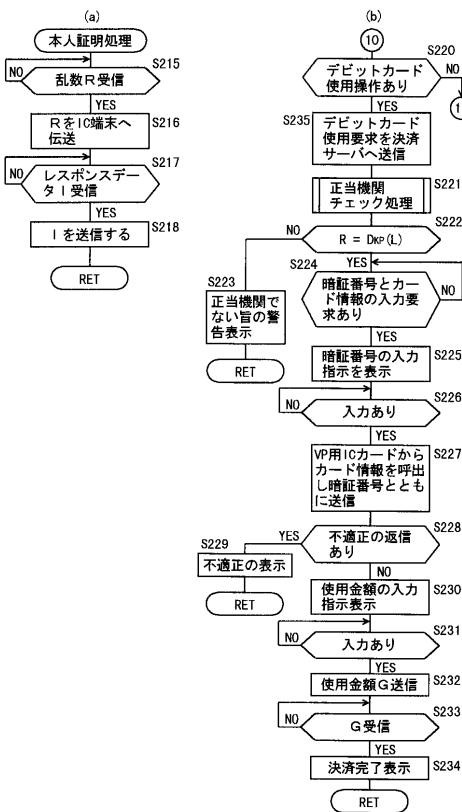 (a)
本人証明処理
S215
NO
乱数R受信
YES
RをIC端末へ
伝送
S216
S217
NO
レスポンスデー
タI受信
YES
Iを送信する
S218
RET
(b)
10
S220
デビットカード
使用操作あり
NO
YES
S235
デビットカード
使用要求を決済
サーバへ送信
S221
正当機関
チェック処理
S222
NO
R = DKP(L)
S224
YES
S223
正当機関で
ない旨の警
告表示
RET
暗証番号とカー
ド情報の入力要
求あり
NO
YES
暗証番号の入力
指示を表示
S225
S226
NO
入力あり
YES
VP用ICカードから
カード情報を呼出
し暗証番号ととも
に送信
S227
S228
YES
不適正の返信
あり
S229
不適正の表示
RET
NO
使用金額の入力
指示表示
S230
S231
NO
入力あり
YES
使用金額G送信
S232
S233
NO
G受信
YES
決済完了表示
S234
RET